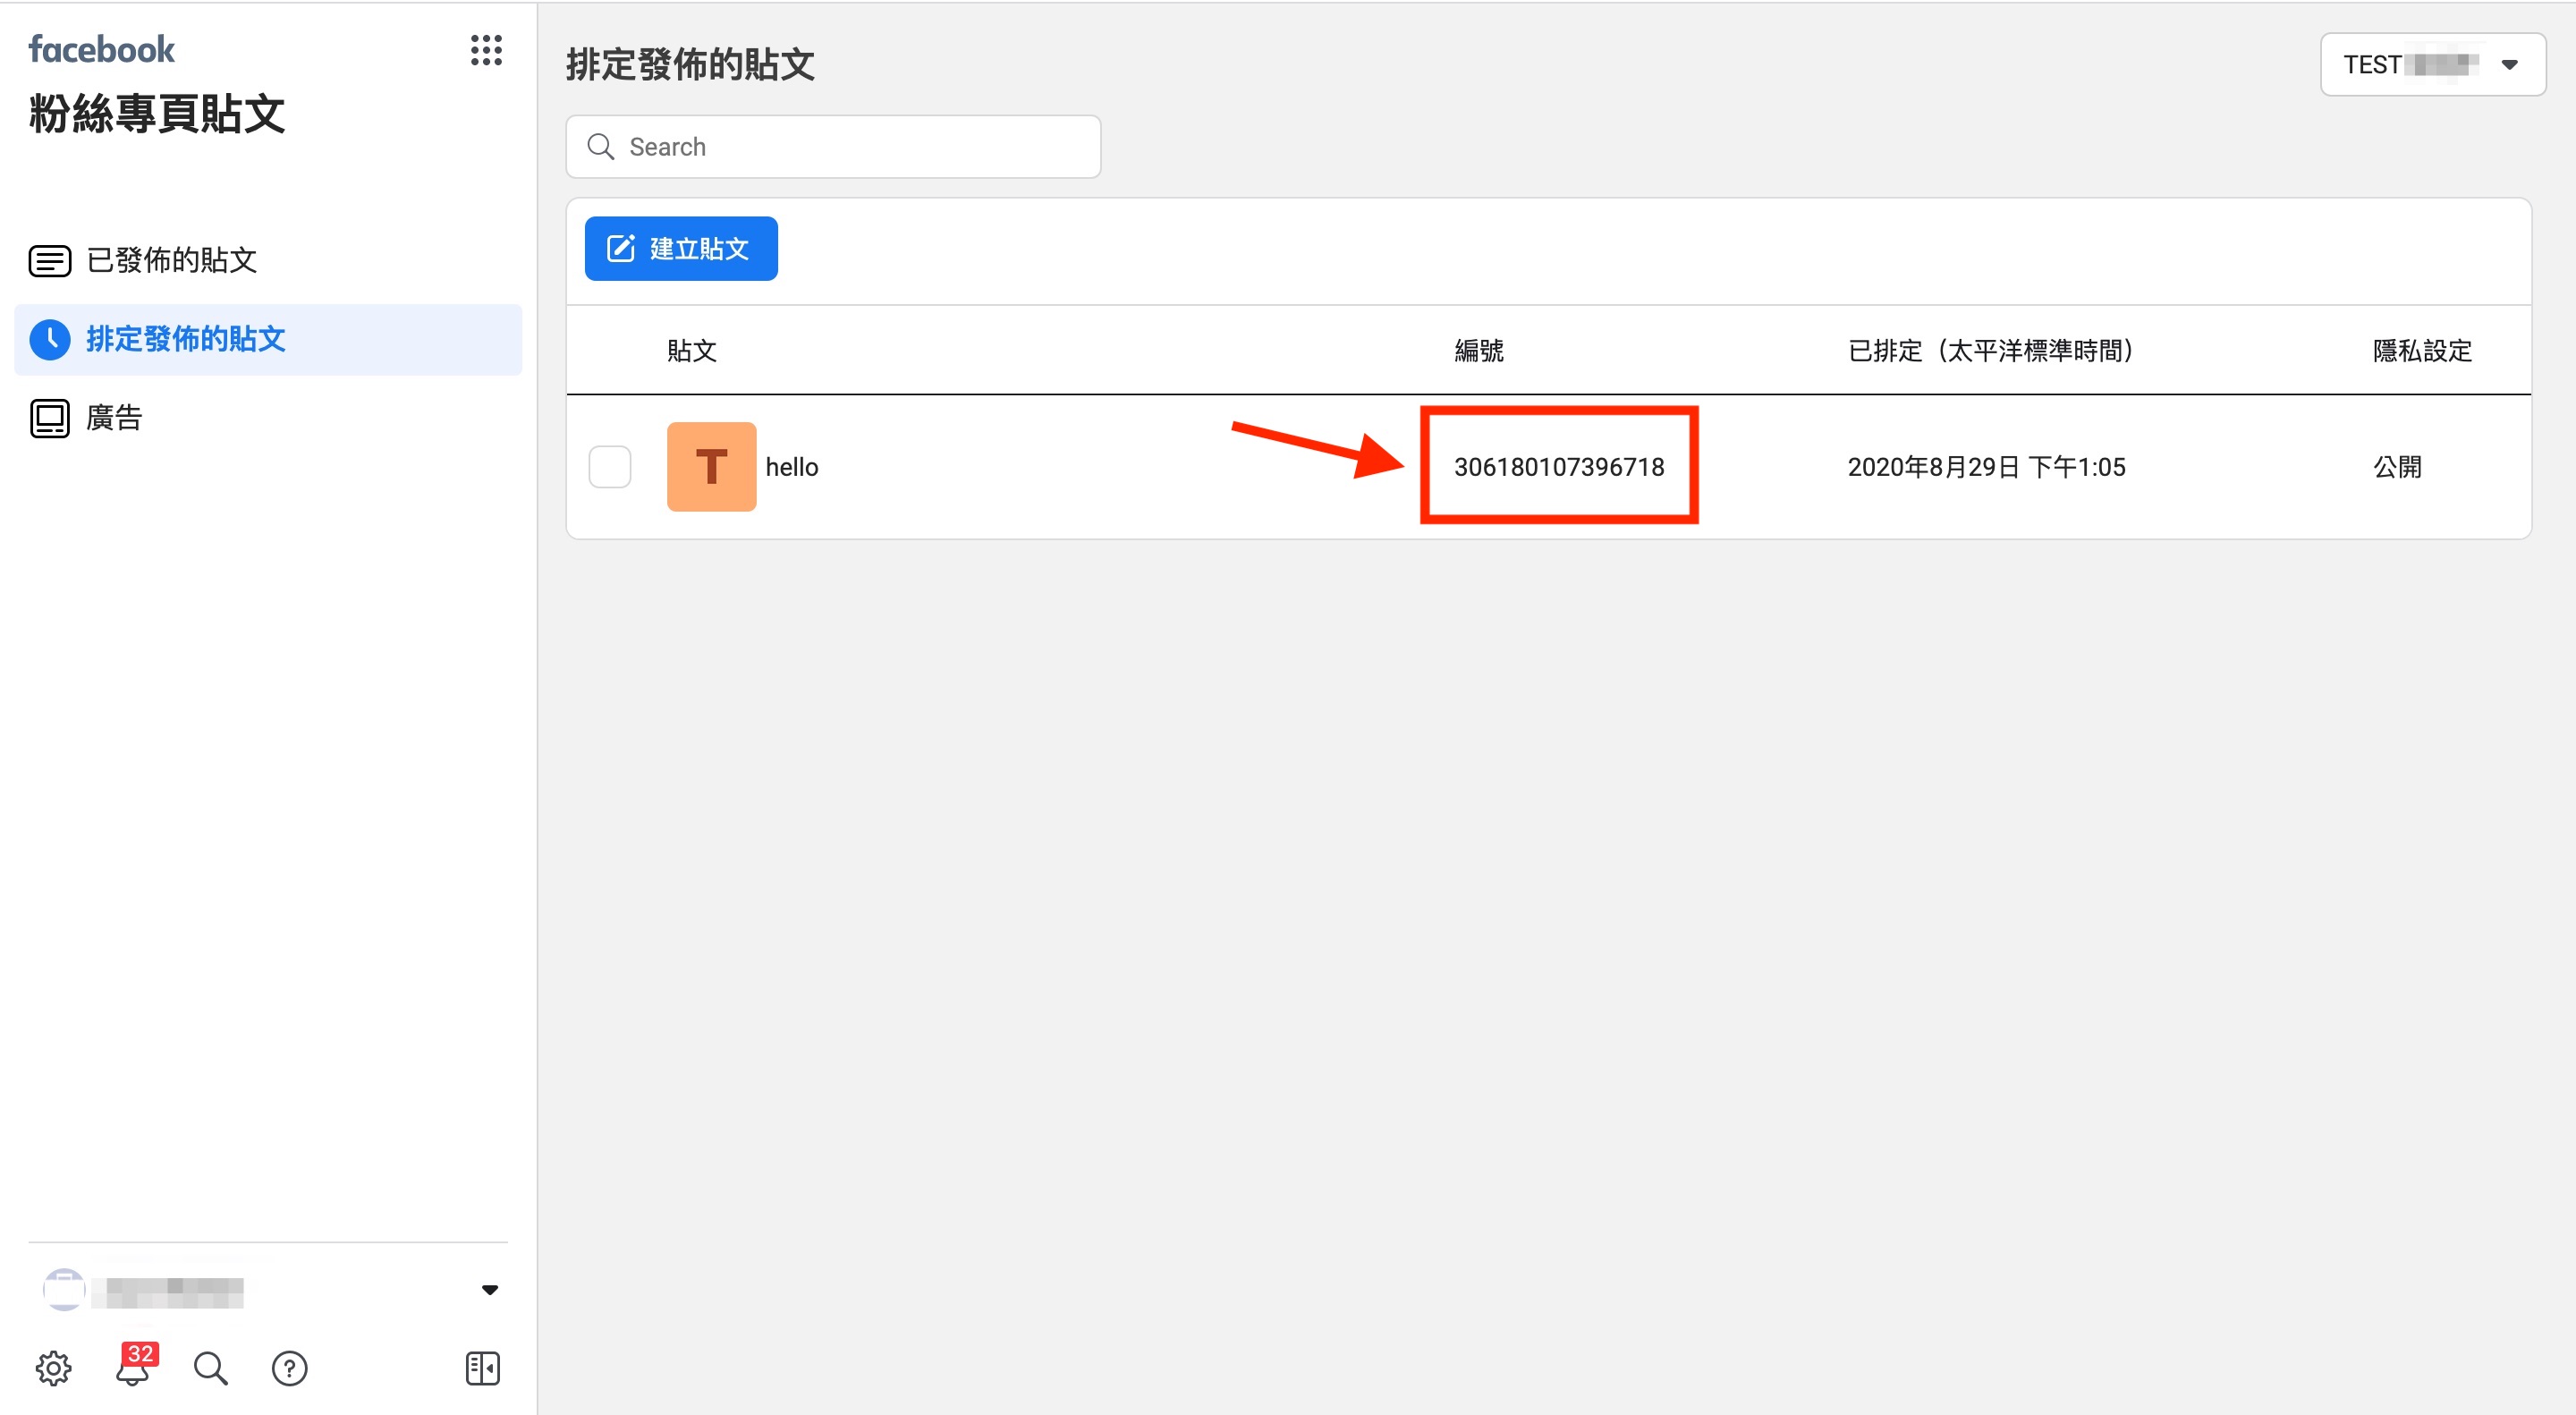 facebook
粉絲專頁貼文
已發佈的貼文
排定發佈的貼文
廣告
32
排定發佈的貼文
TEST
Search
建立貼文
貼文 編號 已排定（太平洋標準時間） 隱私設定
T hello 306180107396718 2020年8月29日 下午1:05 公開